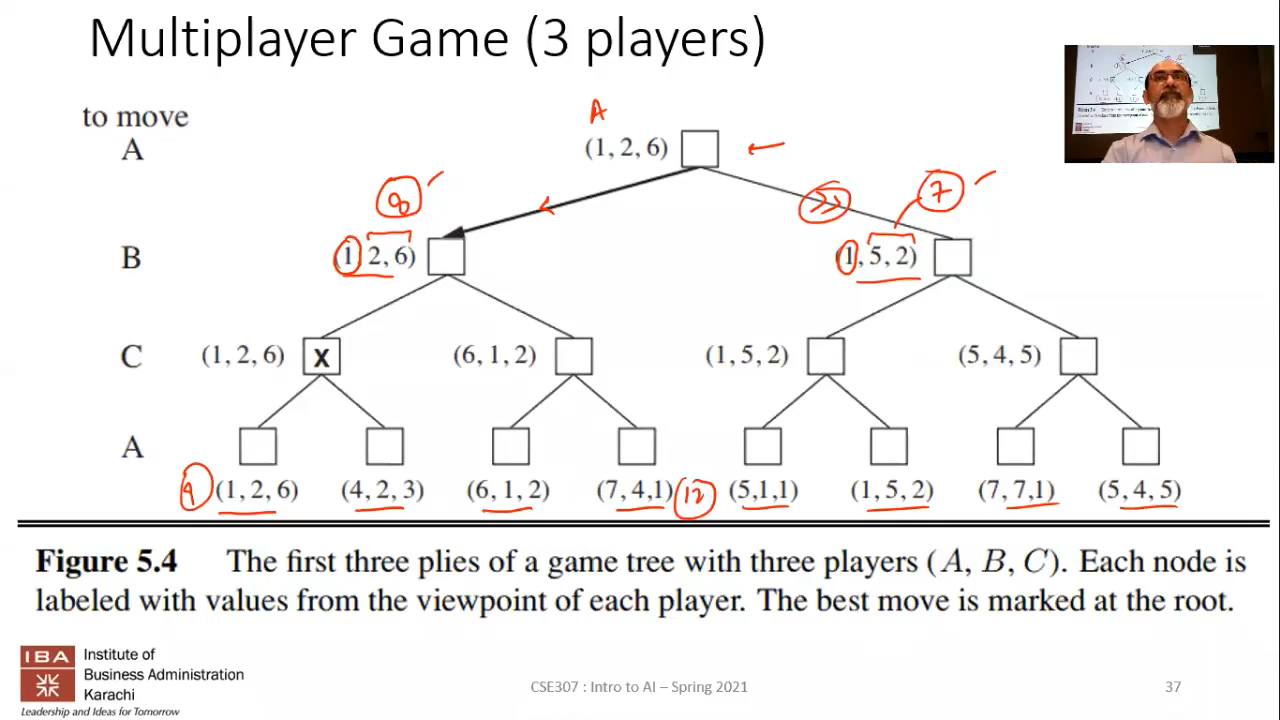 Multiplayer Game (3 players)
to move
A
A
(1, 2, 6)
8
7
B
(1, 2, 6)
(1, 5, 2)
C
(1, 2, 6)
X
(6, 1, 2)
(1, 5, 2)
(5, 4, 5)
A
9
(1, 2, 6)
(4, 2, 3)
(6, 1, 2)
(7, 4,1)
12
(5,1,1)
(1, 5, 2)
(7, 7,1)
(5, 4, 5)
Figure 5.4 The first three plies of a game tree with three players (A, B, C). Each node is
labeled with values from the viewpoint of each player. The best move is marked at the root.
IBA
Institute of
Business Administration
Karachi
Leadership and Ideas for Tomorrow
CSE307 : Intro to AI – Spring 2021
37